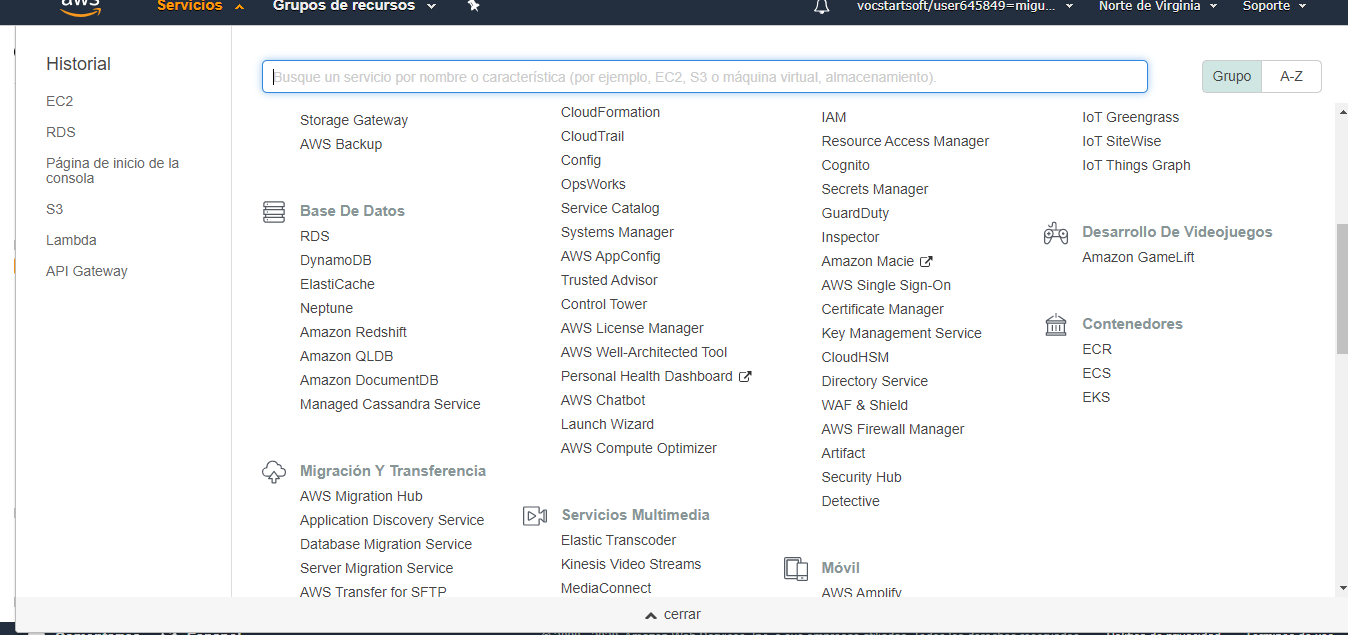 aws
Servicios
Grupos de recursos
vocstartsoft/user645849=migu...
Norte de Virginia
Soporte
Historial
EC2
RDS
Página de inicio de la
consola
S3
Lambda
API Gateway
Busque un servicio por nombre o característica (por ejemplo, EC2, S3 o máquina virtual, almacenamiento).
Grupo
A-Z
Storage Gateway
AWS Backup
Base De Datos
RDS
DynamoDB
ElastiCache
Neptune
Amazon Redshift
Amazon QLDB
Amazon DocumentDB
Managed Cassandra Service
Migración Y Transferencia
AWS Migration Hub
Application Discovery Service
Database Migration Service
Server Migration Service
AWS Transfer for SFTP
CloudFormation
CloudTrail
Config
OpsWorks
Service Catalog
Systems Manager
AWS AppConfig
Trusted Advisor
Control Tower
AWS License Manager
AWS Well-Architected Tool
Personal Health Dashboard
AWS Chatbot
Launch Wizard
AWS Compute Optimizer
Servicios Multimedia
Elastic Transcoder
Kinesis Video Streams
MediaConnect
IAM
Resource Access Manager
Cognito
Secrets Manager
GuardDuty
Inspector
Amazon Macie
AWS Single Sign-On
Certificate Manager
Key Management Service
CloudHSM
Directory Service
WAF & Shield
AWS Firewall Manager
Artifact
Security Hub
Detective
Móvil
AWS Amplify
IoT Greengrass
IoT SiteWise
IoT Things Graph
Desarrollo De Videojuegos
Amazon GameLift
Contenedores
ECR
ECS
EKS
cerrar